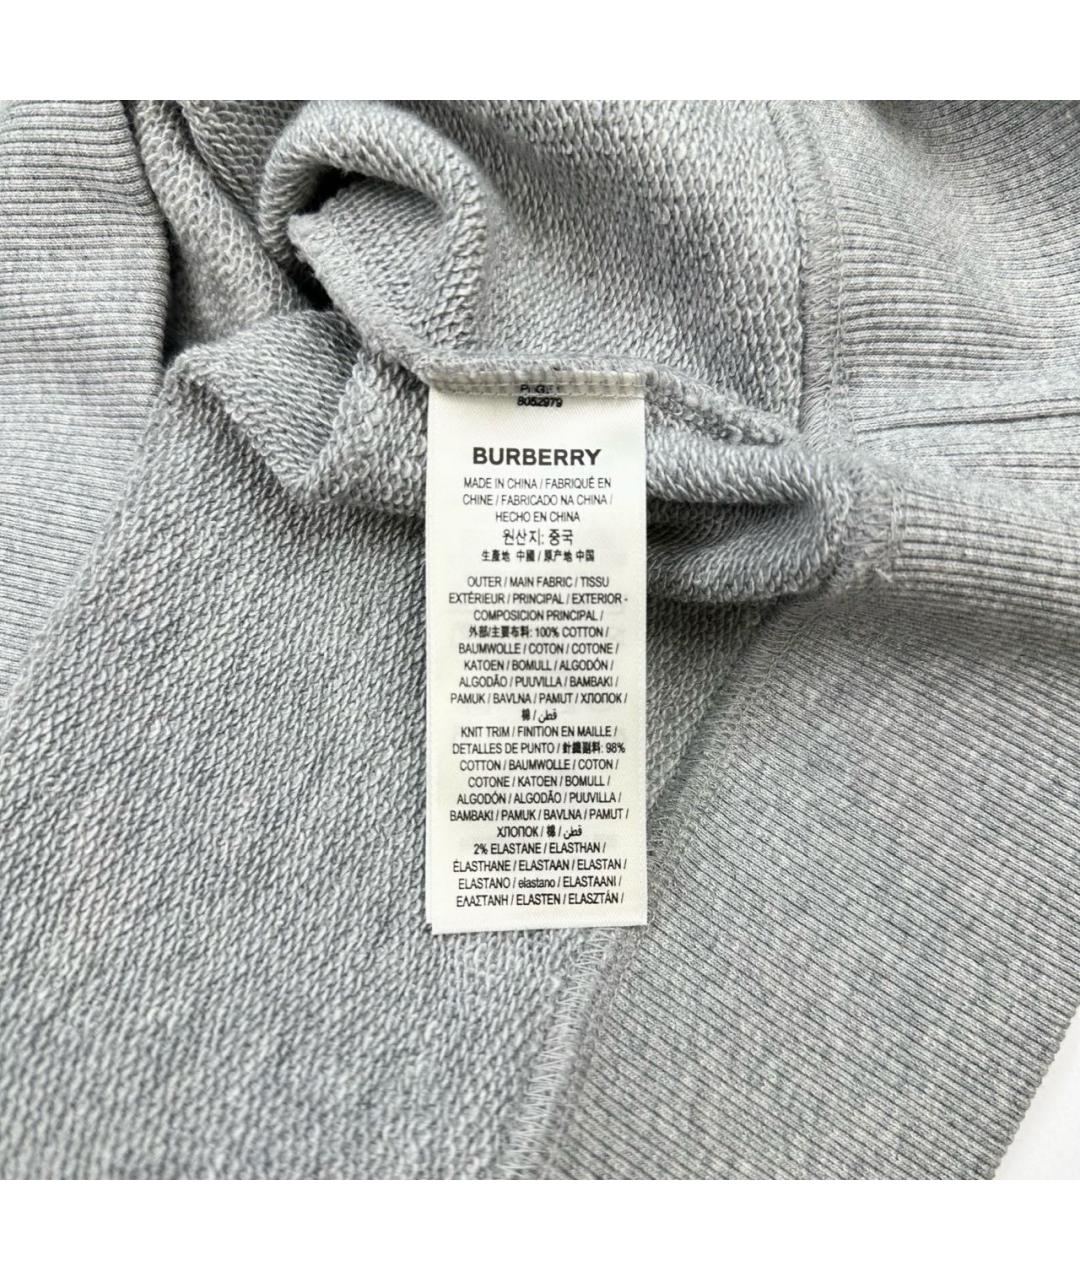 8052979
BURBERRY
MADE IN CHINA / FABRIQUÉ EN
CHINE / FABRICADO NA CHINA /
HECHO EN CHINA
원산지: 중국
生產地 中國 / 原产地 中国
OUTER / MAIN FABRIC / TISSU
EXTÉRIEUR / PRINCIPAL / EXTERIOR -
COMPOSICION PRINCIPAL /
外部/主要布料: 100% COTTON /
BAUMWOLLE / COTON / COTONE /
KATOEN / BOMULL / ALGODÓN /
ALGODÃO / PUUVILLA / ΒΑΜΒΑΚΙ /
PAMUK / BAVLNA / PAMUT / ХЛОПОК /
棉 / قطن /
KNIT TRIM / FINITION EN MAILLE /
DETALLES DE PUNTO / 針織副料: 98%
COTTON / BAUMWOLLE / COTON /
COTONE / KATOEN / BOMULL /
ALGODÓN / ALGODÃO / PUUVILLA /
ΒΑΜΒΑΚΙ / PAMUK / BAVLNA / PAMUT /
ХЛОПОК / 棉 / قطن /
2% ELASTANE / ELASTHAN /
ÉLASTHANE / ELASTAAN / ELASTAN /
ELASTANO / elastano / ELASTAANI /
ΕΛΑΣΤΑΝΗ / ELASTEN / ELASZTÁN /